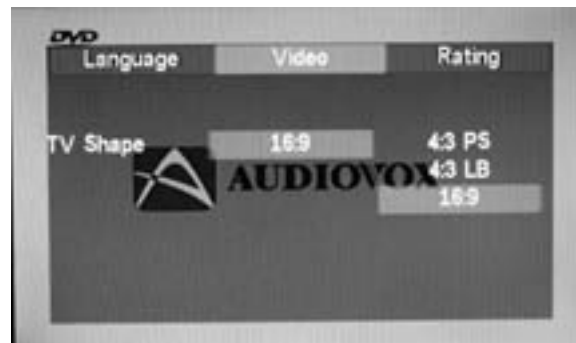 DVD
Language Video Rating
TV Shape 16:9 4:3 PS
4:3 LB
AUDIOVOX
16:9